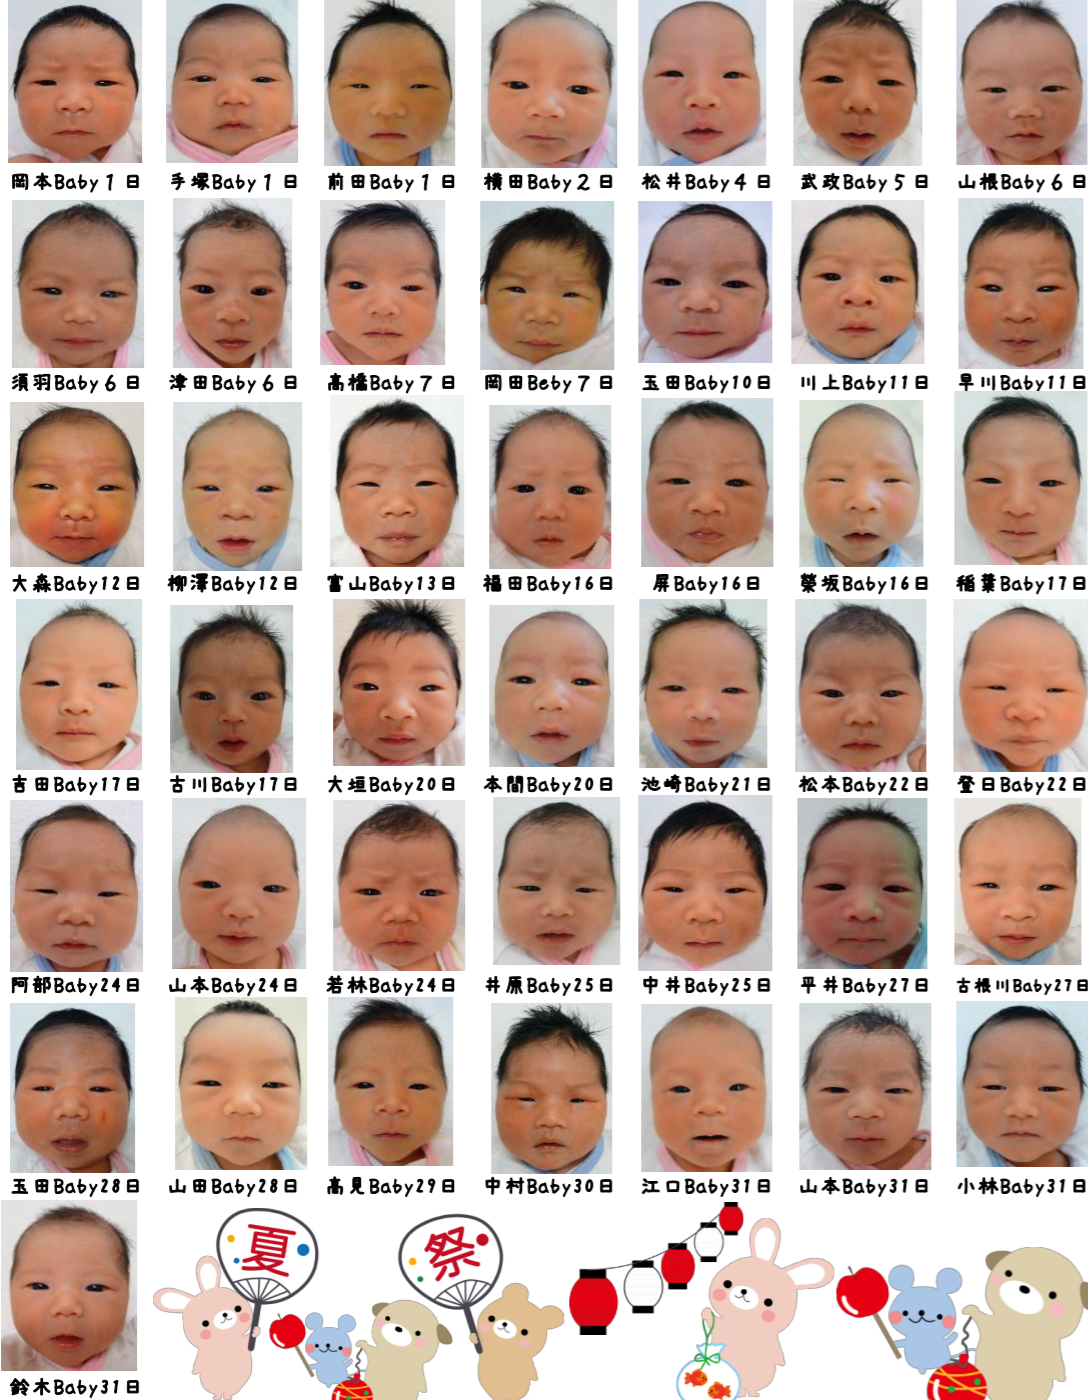 岡本Baby 1 日
手塚Baby 1 日
前田Baby 1 日
横田Baby 2 日
松井Baby 4 日
武政Baby 5 日
山根Baby 6 日
須羽Baby 6 日
津田Baby 6 日
高橋Baby 7 日
岡田Beby 7 日
玉田Baby10日
川上Baby11日
早川Baby11日
大森Baby12日
柳澤Baby12日
富山Baby13日
福田Baby16日
屏Baby16日
榮坂Baby16日
稲葉Baby17日
吉田Baby17日
古川Baby17日
大垣Baby20日
本間Baby20日
池崎Baby21日
松本Baby22日
登日Baby22日
阿部Baby24日
山本Baby24日
若林Baby24日
井原Baby25日
中井Baby25日
平井Baby27日
古根川Baby27日
玉田Baby28日
山田Baby28日
高見Baby29日
中村Baby30日
江口Baby31日
山本Baby31日
小林Baby31日
夏
祭
鈴木Baby31日